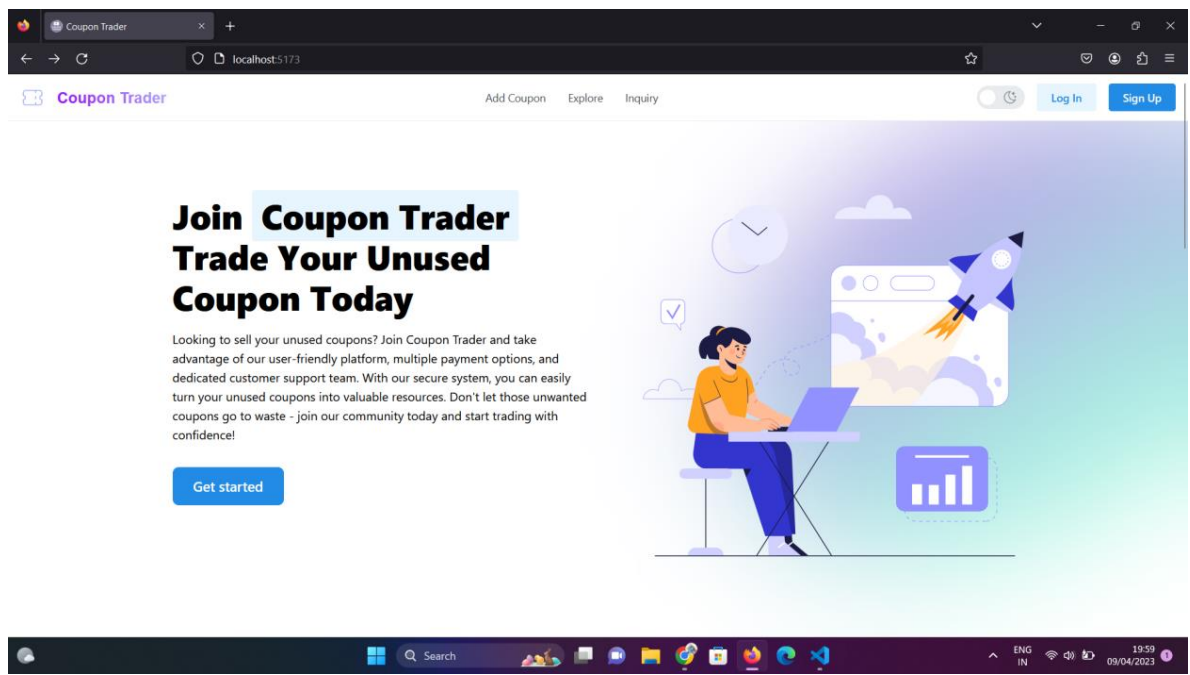 Coupon Trader
localhost:5173
Coupon Trader
Add Coupon Explore Inquiry
Log In
Sign Up
Join Coupon Trader
Trade Your Unused
Coupon Today
Looking to sell your unused coupons? Join Coupon Trader and take
advantage of our user-friendly platform, multiple payment options, and
dedicated customer support team. With our secure system, you can easily
turn your unused coupons into valuable resources. Don't let those unwanted
coupons go to waste - join our community today and start trading with
confidence!
Get started
Search
ENG
IN
19:59
09/04/2023
1